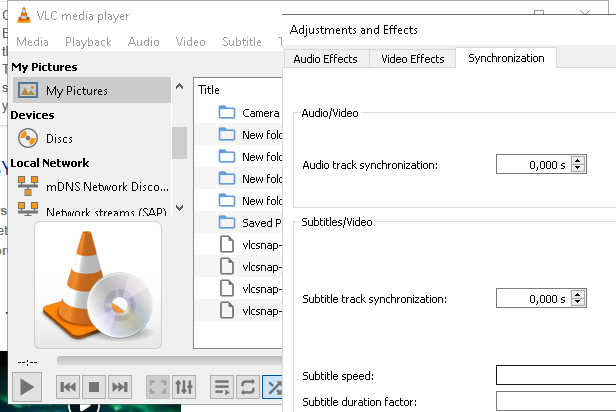 VLC media player
Media Playback Audio Video Subtitle
My Pictures
My Pictures
Devices
Discs
Local Network
mDNS Network Disco...
Network streams (SAP)
--:--
Title
Camera
New fold
New fold
New fold
New fold
Saved P
vlcsnap-
vlcsnap-
vlcsnap-
vlcsnap-
Adjustments and Effects
Audio Effects Video Effects Synchronization
Audio/Video
Audio track synchronization: 0,000 s
Subtitles/Video
Subtitle track synchronization: 0,000 s
Subtitle speed:
Subtitle duration factor: